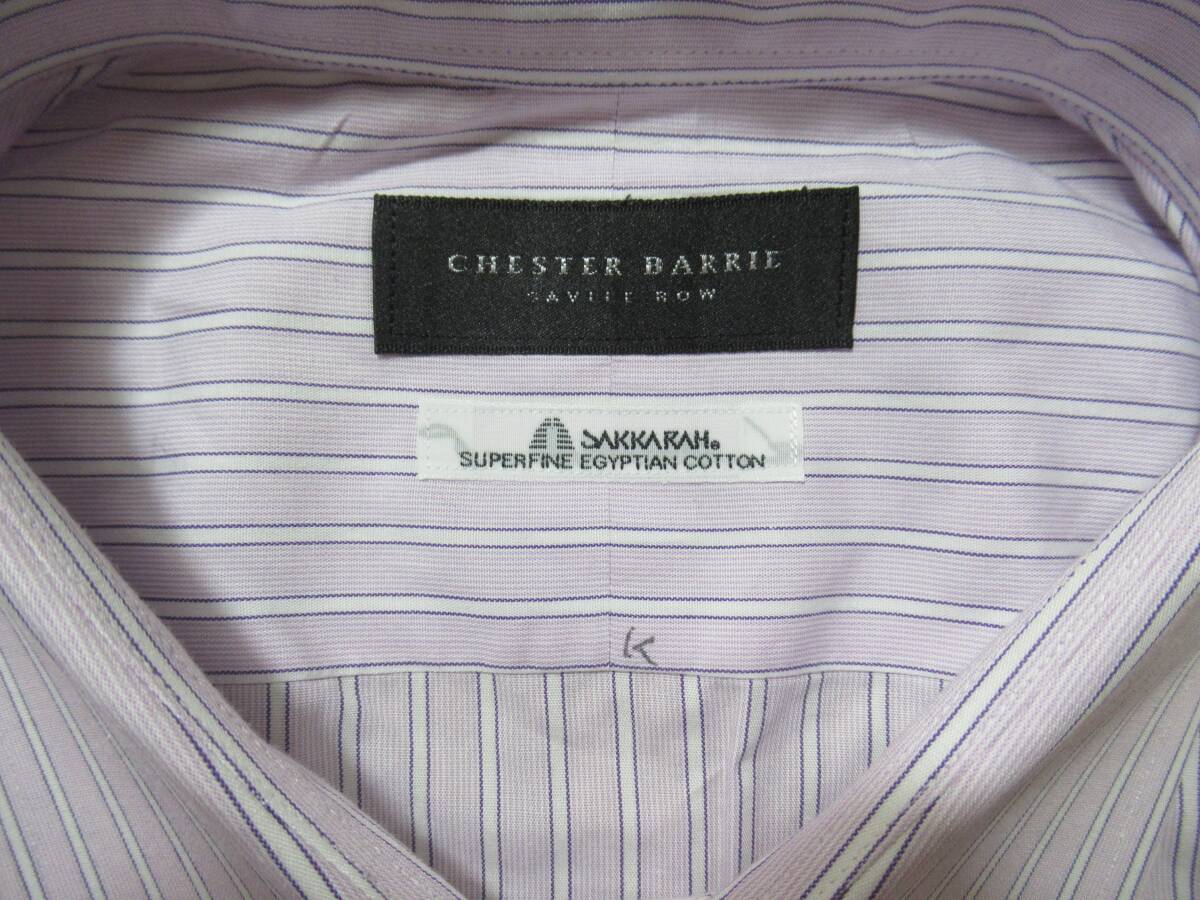 CHESTER BARRIE
SAVILE ROW
SAKKARAH®
SUPERFINE EGYPTIAN COTTON
K